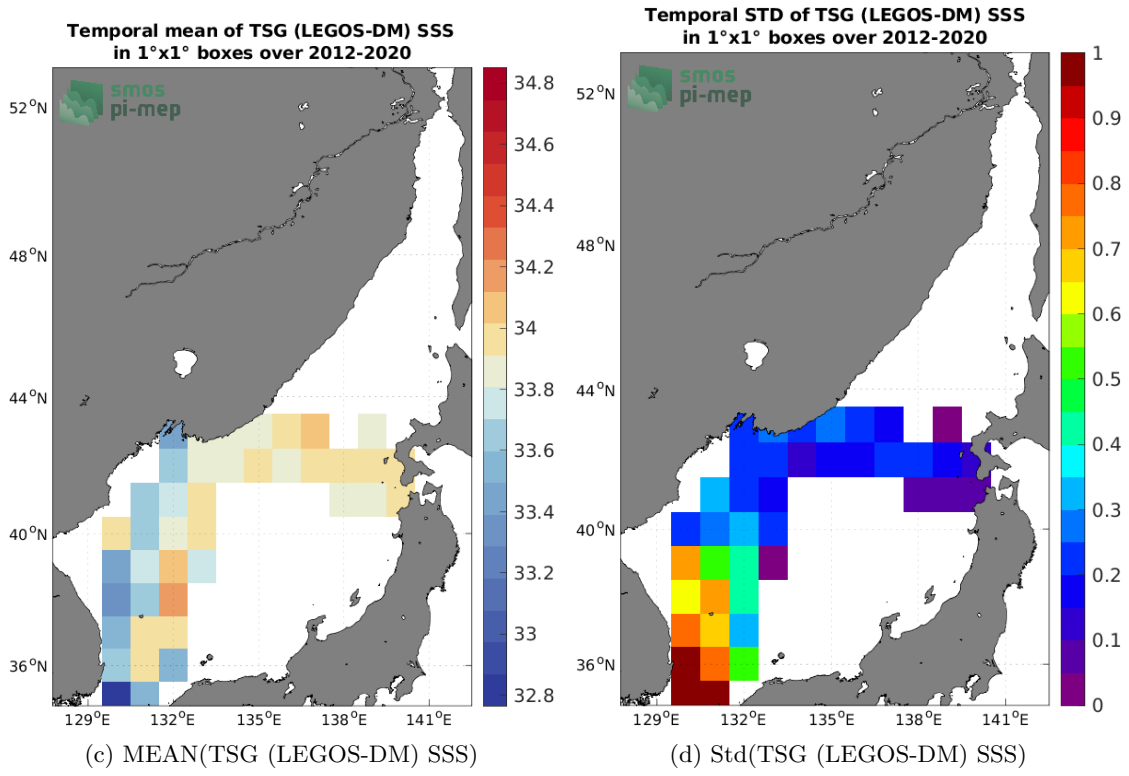 Temporal mean of TSG (LEGOS-DM) SSS
in 1°x1° boxes over 2012-2020
smos
pi-mep
52°N
48°N
44°N
40°N
36°N
129°E
132°E
135°E
138°E
141°E
34.8
34.6
34.4
34.2
34
33.8
33.6
33.4
33.2
33
32.8
(c) MEAN(TSG (LEGOS-DM) SSS)
Temporal STD of TSG (LEGOS-DM) SSS
in 1°x1° boxes over 2012-2020
smos
pi-mep
52°N
48°N
44°N
40°N
36°N
129°E
132°E
135°E
138°E
141°E
1
0.9
0.8
0.7
0.6
0.5
0.4
0.3
0.2
0.1
0
(d) Std(TSG (LEGOS-DM) SSS)